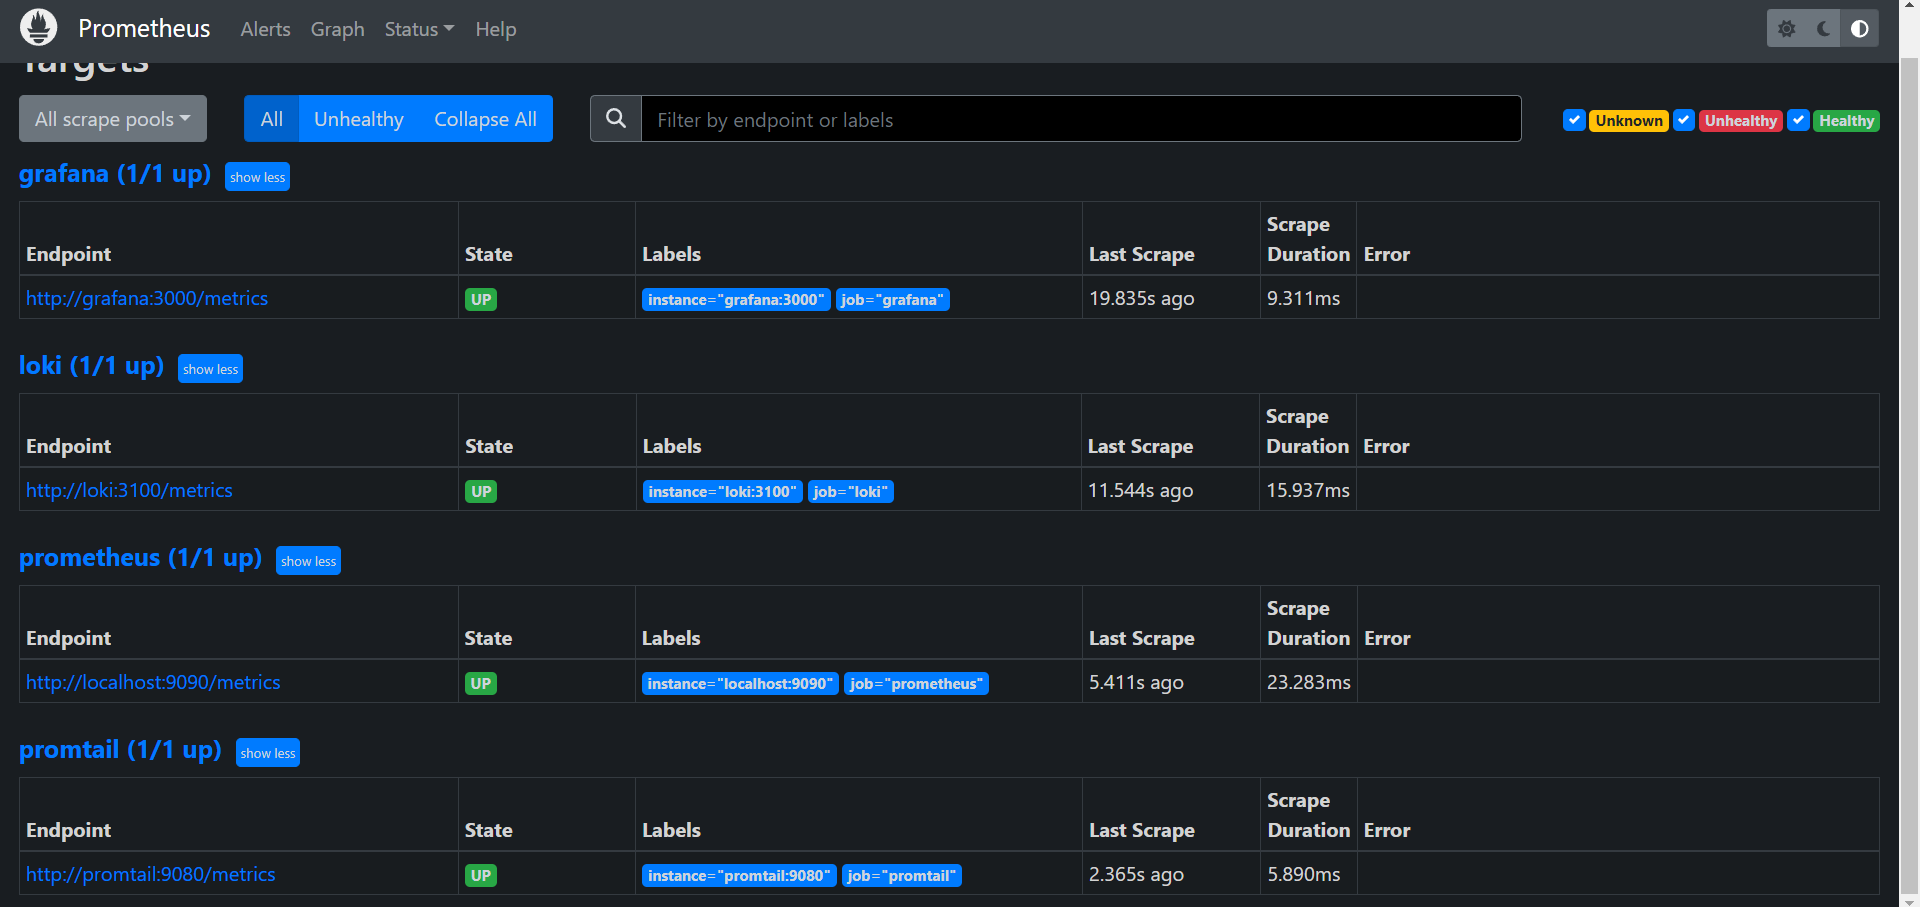 Prometheus Alerts Graph Status Help
Targets
All scrape pools All Unhealthy Collapse All Filter by endpoint or labels Unknown Unhealthy Healthy
grafana (1/1 up) show less
Endpoint State Labels Last Scrape Scrape Duration Error
http://grafana:3000/metrics UP instance="grafana:3000" job="grafana" 19.835s ago 9.311ms
loki (1/1 up) show less
Endpoint State Labels Last Scrape Scrape Duration Error
http://loki:3100/metrics UP instance="loki:3100" job="loki" 11.544s ago 15.937ms
prometheus (1/1 up) show less
Endpoint State Labels Last Scrape Scrape Duration Error
http://localhost:9090/metrics UP instance="localhost:9090" job="prometheus" 5.411s ago 23.283ms
promtail (1/1 up) show less
Endpoint State Labels Last Scrape Scrape Duration Error
http://promtail:9080/metrics UP instance="promtail:9080" job="promtail" 2.365s ago 5.890ms